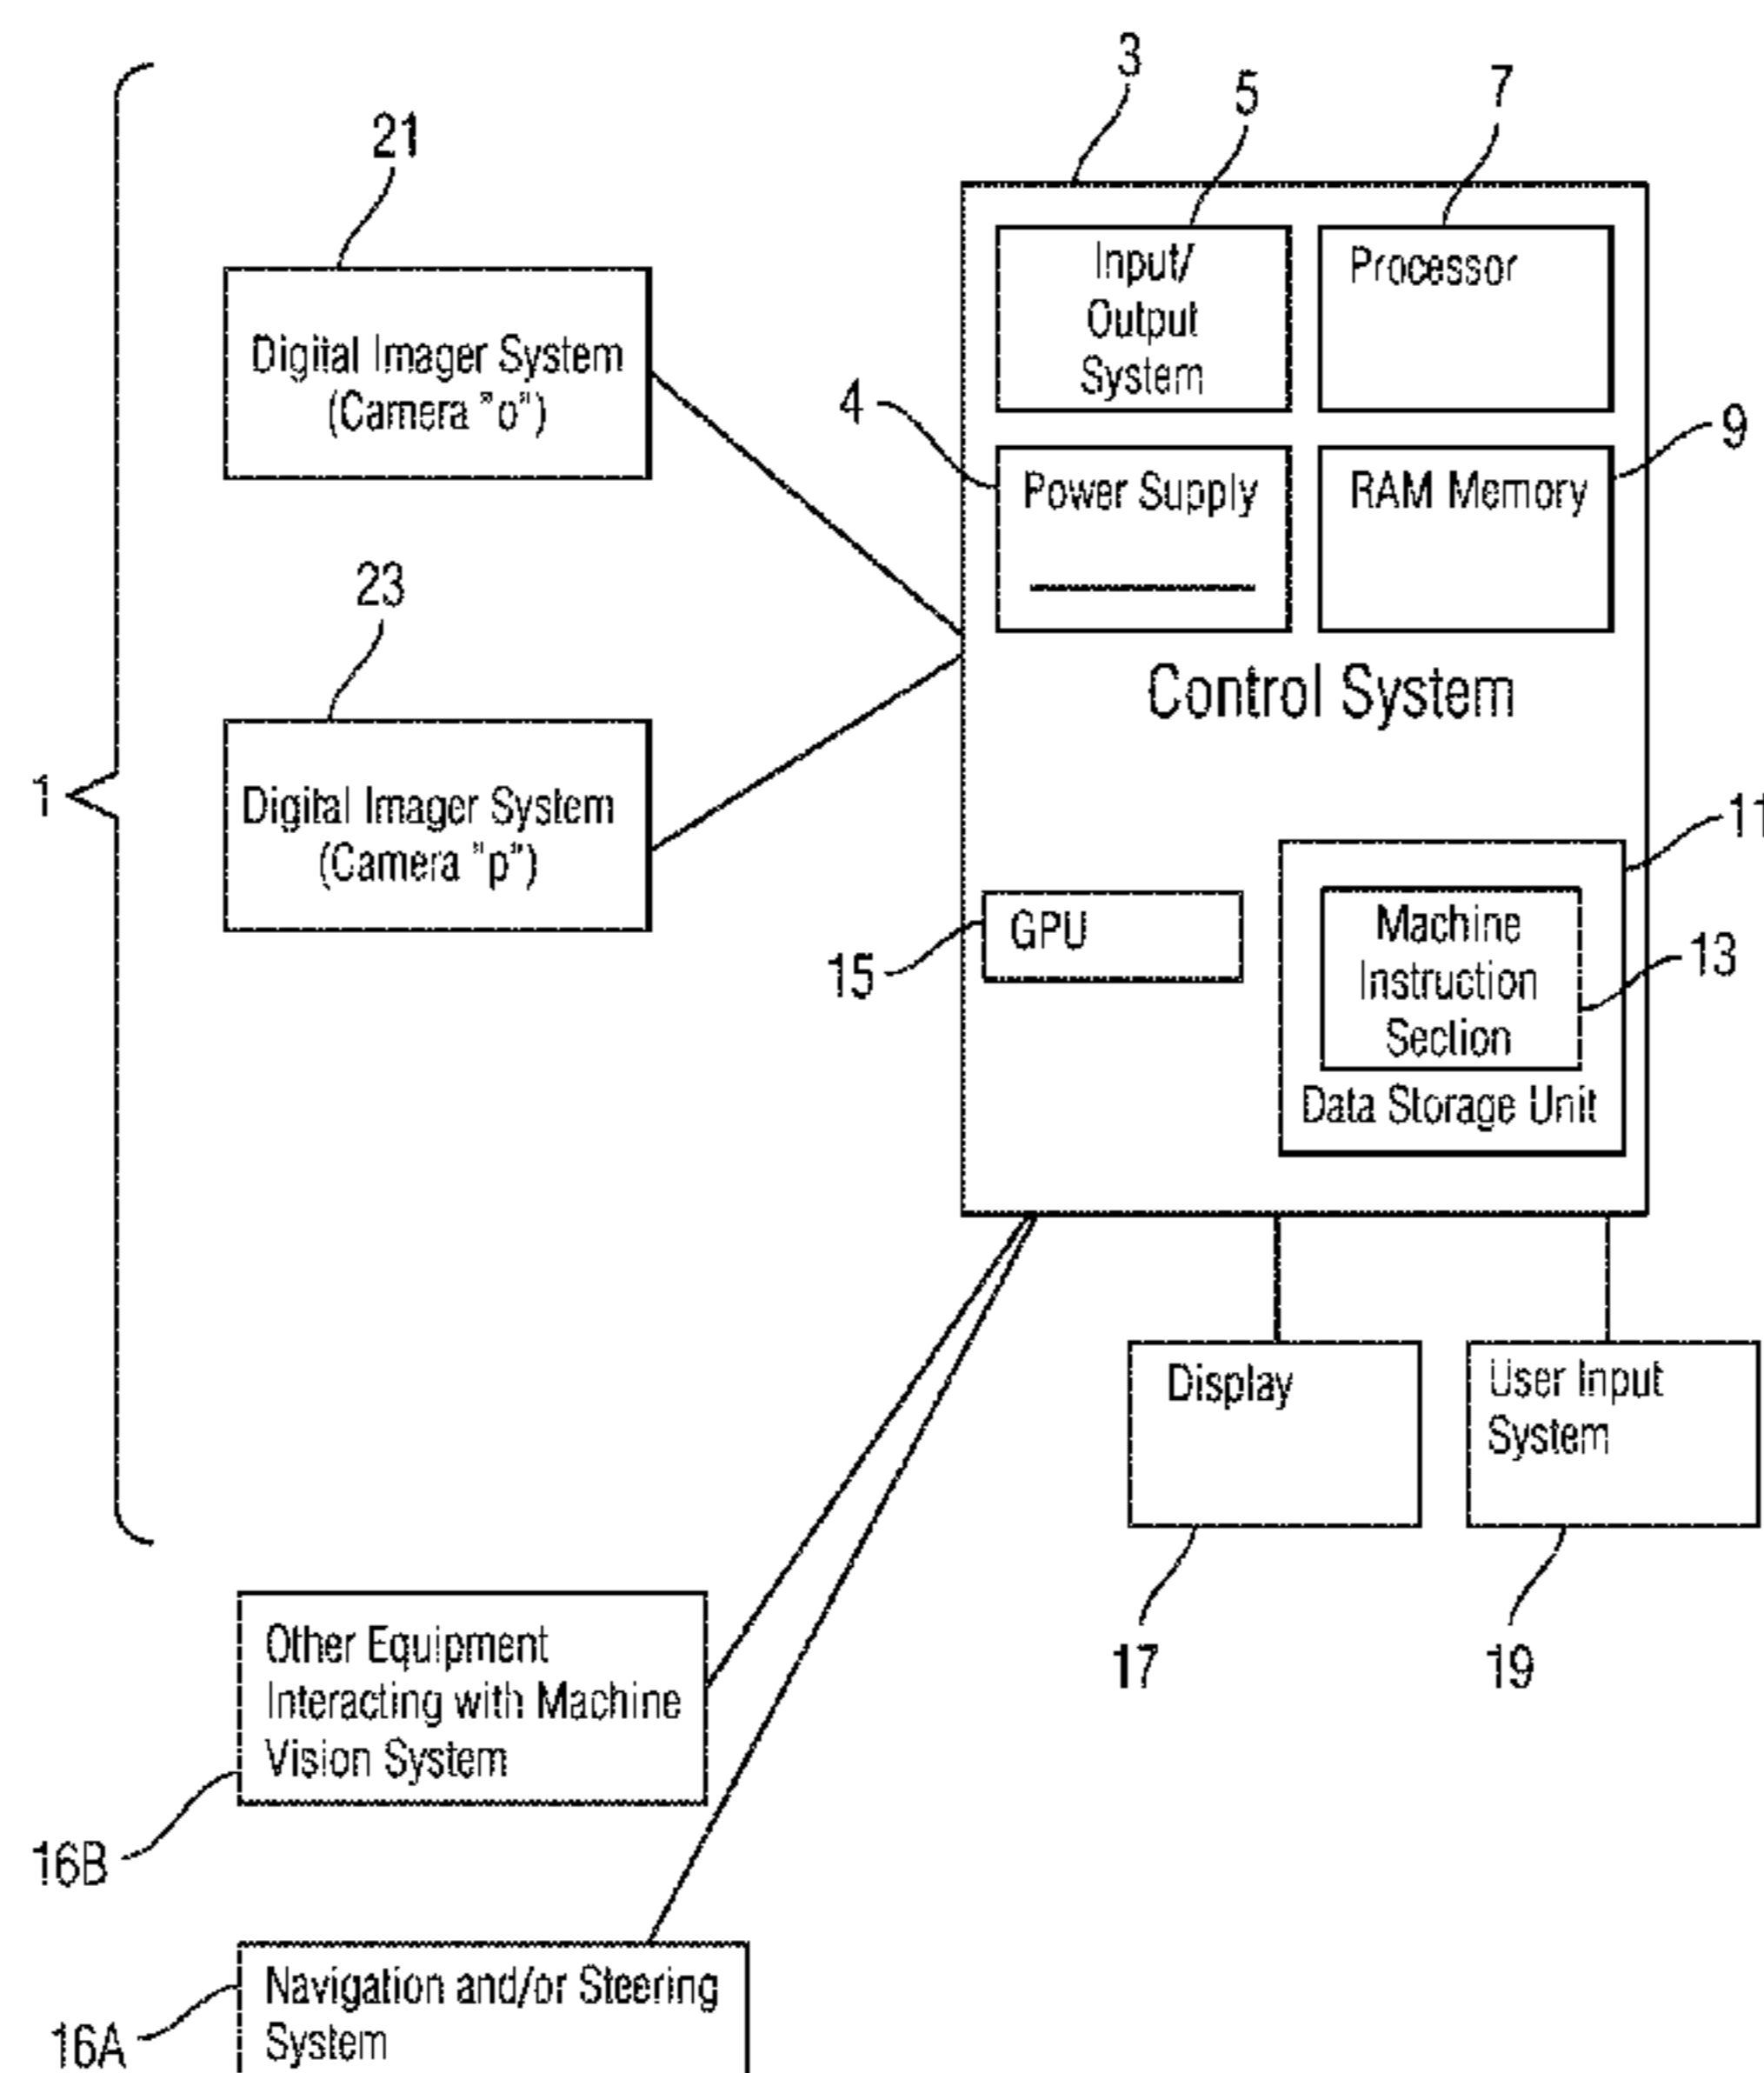 3
5
7
21
Input/
Output
System
Processor
Digital Imager System
(Camera "o")
4
9
Power Supply
RAM Memory
23
Control System
1
Digital Imager System
(Camera "p")
11
GPU
15
Machine
Instruction
Section
13
Data Storage Unit
Display
User Input
System
17
19
Other Equipment
Interacting with Machine
Vision System
16B
Navigation and/or Steering
System
16A